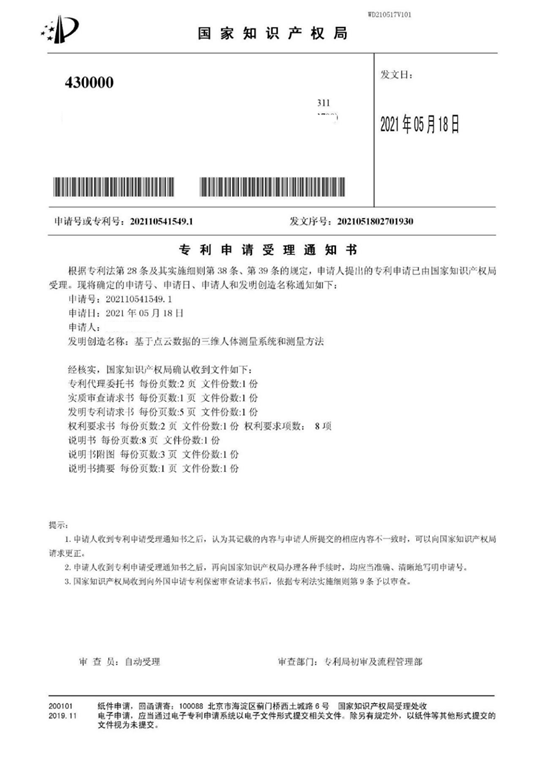 WD210517V101
国家知识产权局
430000
发文日:
311
2021年05月18日
申请号或专利号: 202110541549.1 发文序号: 2021051802701930
专利申请受理通知书
根据专利法第28条及其实施细则第38条、第39条的规定,申请人提出的专利申请已由国家知识产权局
受理。现将确定的申请号、申请日、申请人和发明创造名称通知如下:
申请号: 202110541549.1
申请日: 2021年05月18日
申请人:
发明创造名称: 基于点云数据的三维人体测量系统和测量方法
经核实,国家知识产权局确认收到文件如下:
专利代理委托书 每份页数:2页 文件份数:1份
实质审查请求书 每份页数:1页 文件份数:1份
发明专利请求书 每份页数:5页 文件份数:1份
权利要求书 每份页数:2页 文件份数:1份 权利要求项数: 8项
说明书 每份页数:8页 文件份数:1份
说明书附图 每份页数:3页 文件份数:1份
说明书摘要 每份页数:1页 文件份数:1份
提示:
1.申请人收到专利申请受理通知书之后,认为其记载的内容与申请人所提交的相应内容不一致时,可以向国家知识产权局
请求更正。
2.申请人收到专利申请受理通知书之后,再向国家知识产权局办理各种手续时,均应当准确、清晰地写明申请号。
3.国家知识产权局收到向外国申请专利保密审查请求书后,依据专利法实施细则第9条予以审查。
审查员: 自动受理 审查部门: 专利局初审及流程管理部
200101 纸件申请,回函请寄: 100088 北京市海淀区蓟门桥西土城路6号 国家知识产权局受理处收
2019.11 电子申请,应当通过电子专利申请系统以电子文件形式提交相关文件。除另有规定外,以纸件等其他形式提交的
文件视为未提交。